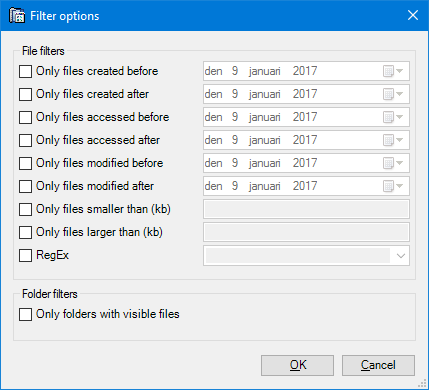 Filter options
File filters
Only files created before den 9 januari 2017
Only files created after den 9 januari 2017
Only files accessed before den 9 januari 2017
Only files accessed after den 9 januari 2017
Only files modified before den 9 januari 2017
Only files modified after den 9 januari 2017
Only files smaller than (kb)
Only files larger than (kb)
RegEx
Folder filters
Only folders with visible files
OK Cancel